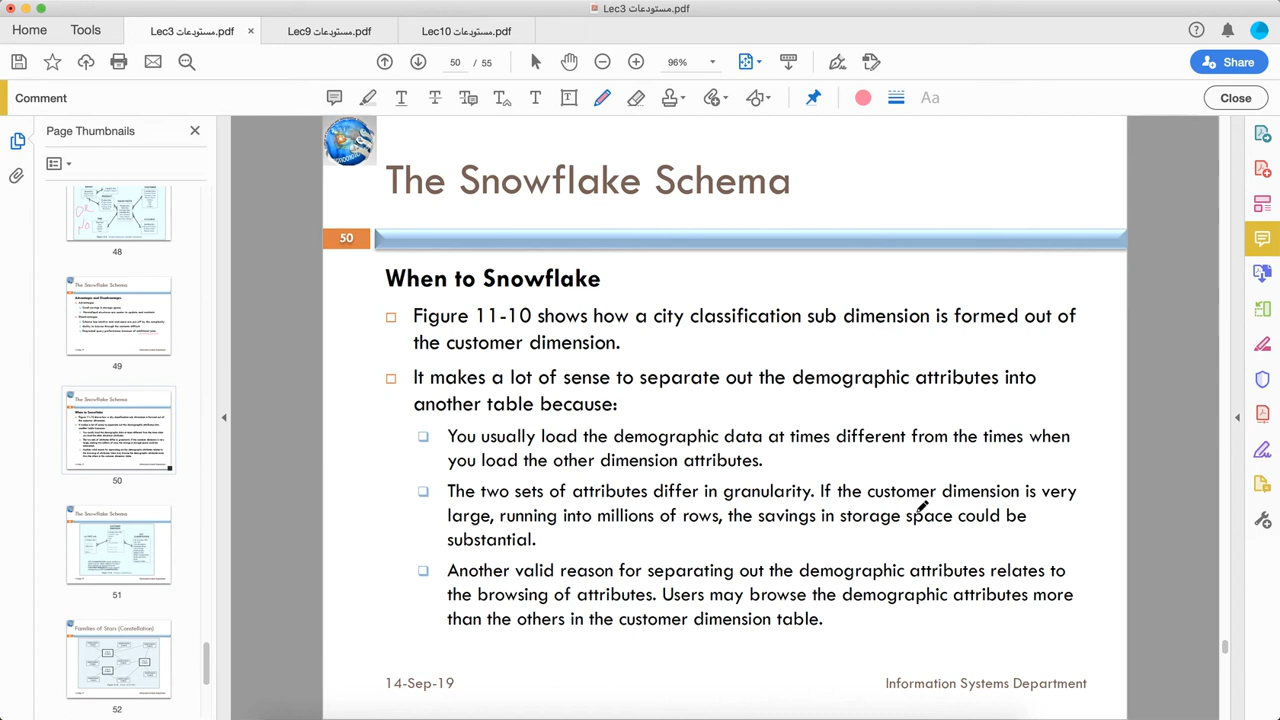 Lec3 مستودعات.pdf
Home
Tools
Lec3 مستودعات.pdf
Lec9 مستودعات.pdf
Lec10 مستودعات.pdf
50 / 55
96%
Share
Comment
Aa
Close
Page Thumbnails
48
The Snowflake Schema
49
The Snowflake Schema
50
The Snowflake Schema
51
Families of Stars (Constellation)
52
The Snowflake Schema
50
When to Snowflake
Figure 11-10 shows how a city classification sub dimension is formed out of
the customer dimension.
It makes a lot of sense to separate out the demographic attributes into
another table because:
You usually load the demographic data at times different from the times when
you load the other dimension attributes.
The two sets of attributes differ in granularity. If the customer dimension is very
large, running into millions of rows, the savings in storage space could be
substantial.
Another valid reason for separating out the demographic attributes relates to
the browsing of attributes. Users may browse the demographic attributes more
than the others in the customer dimension table.
14-Sep-19
Information Systems Department